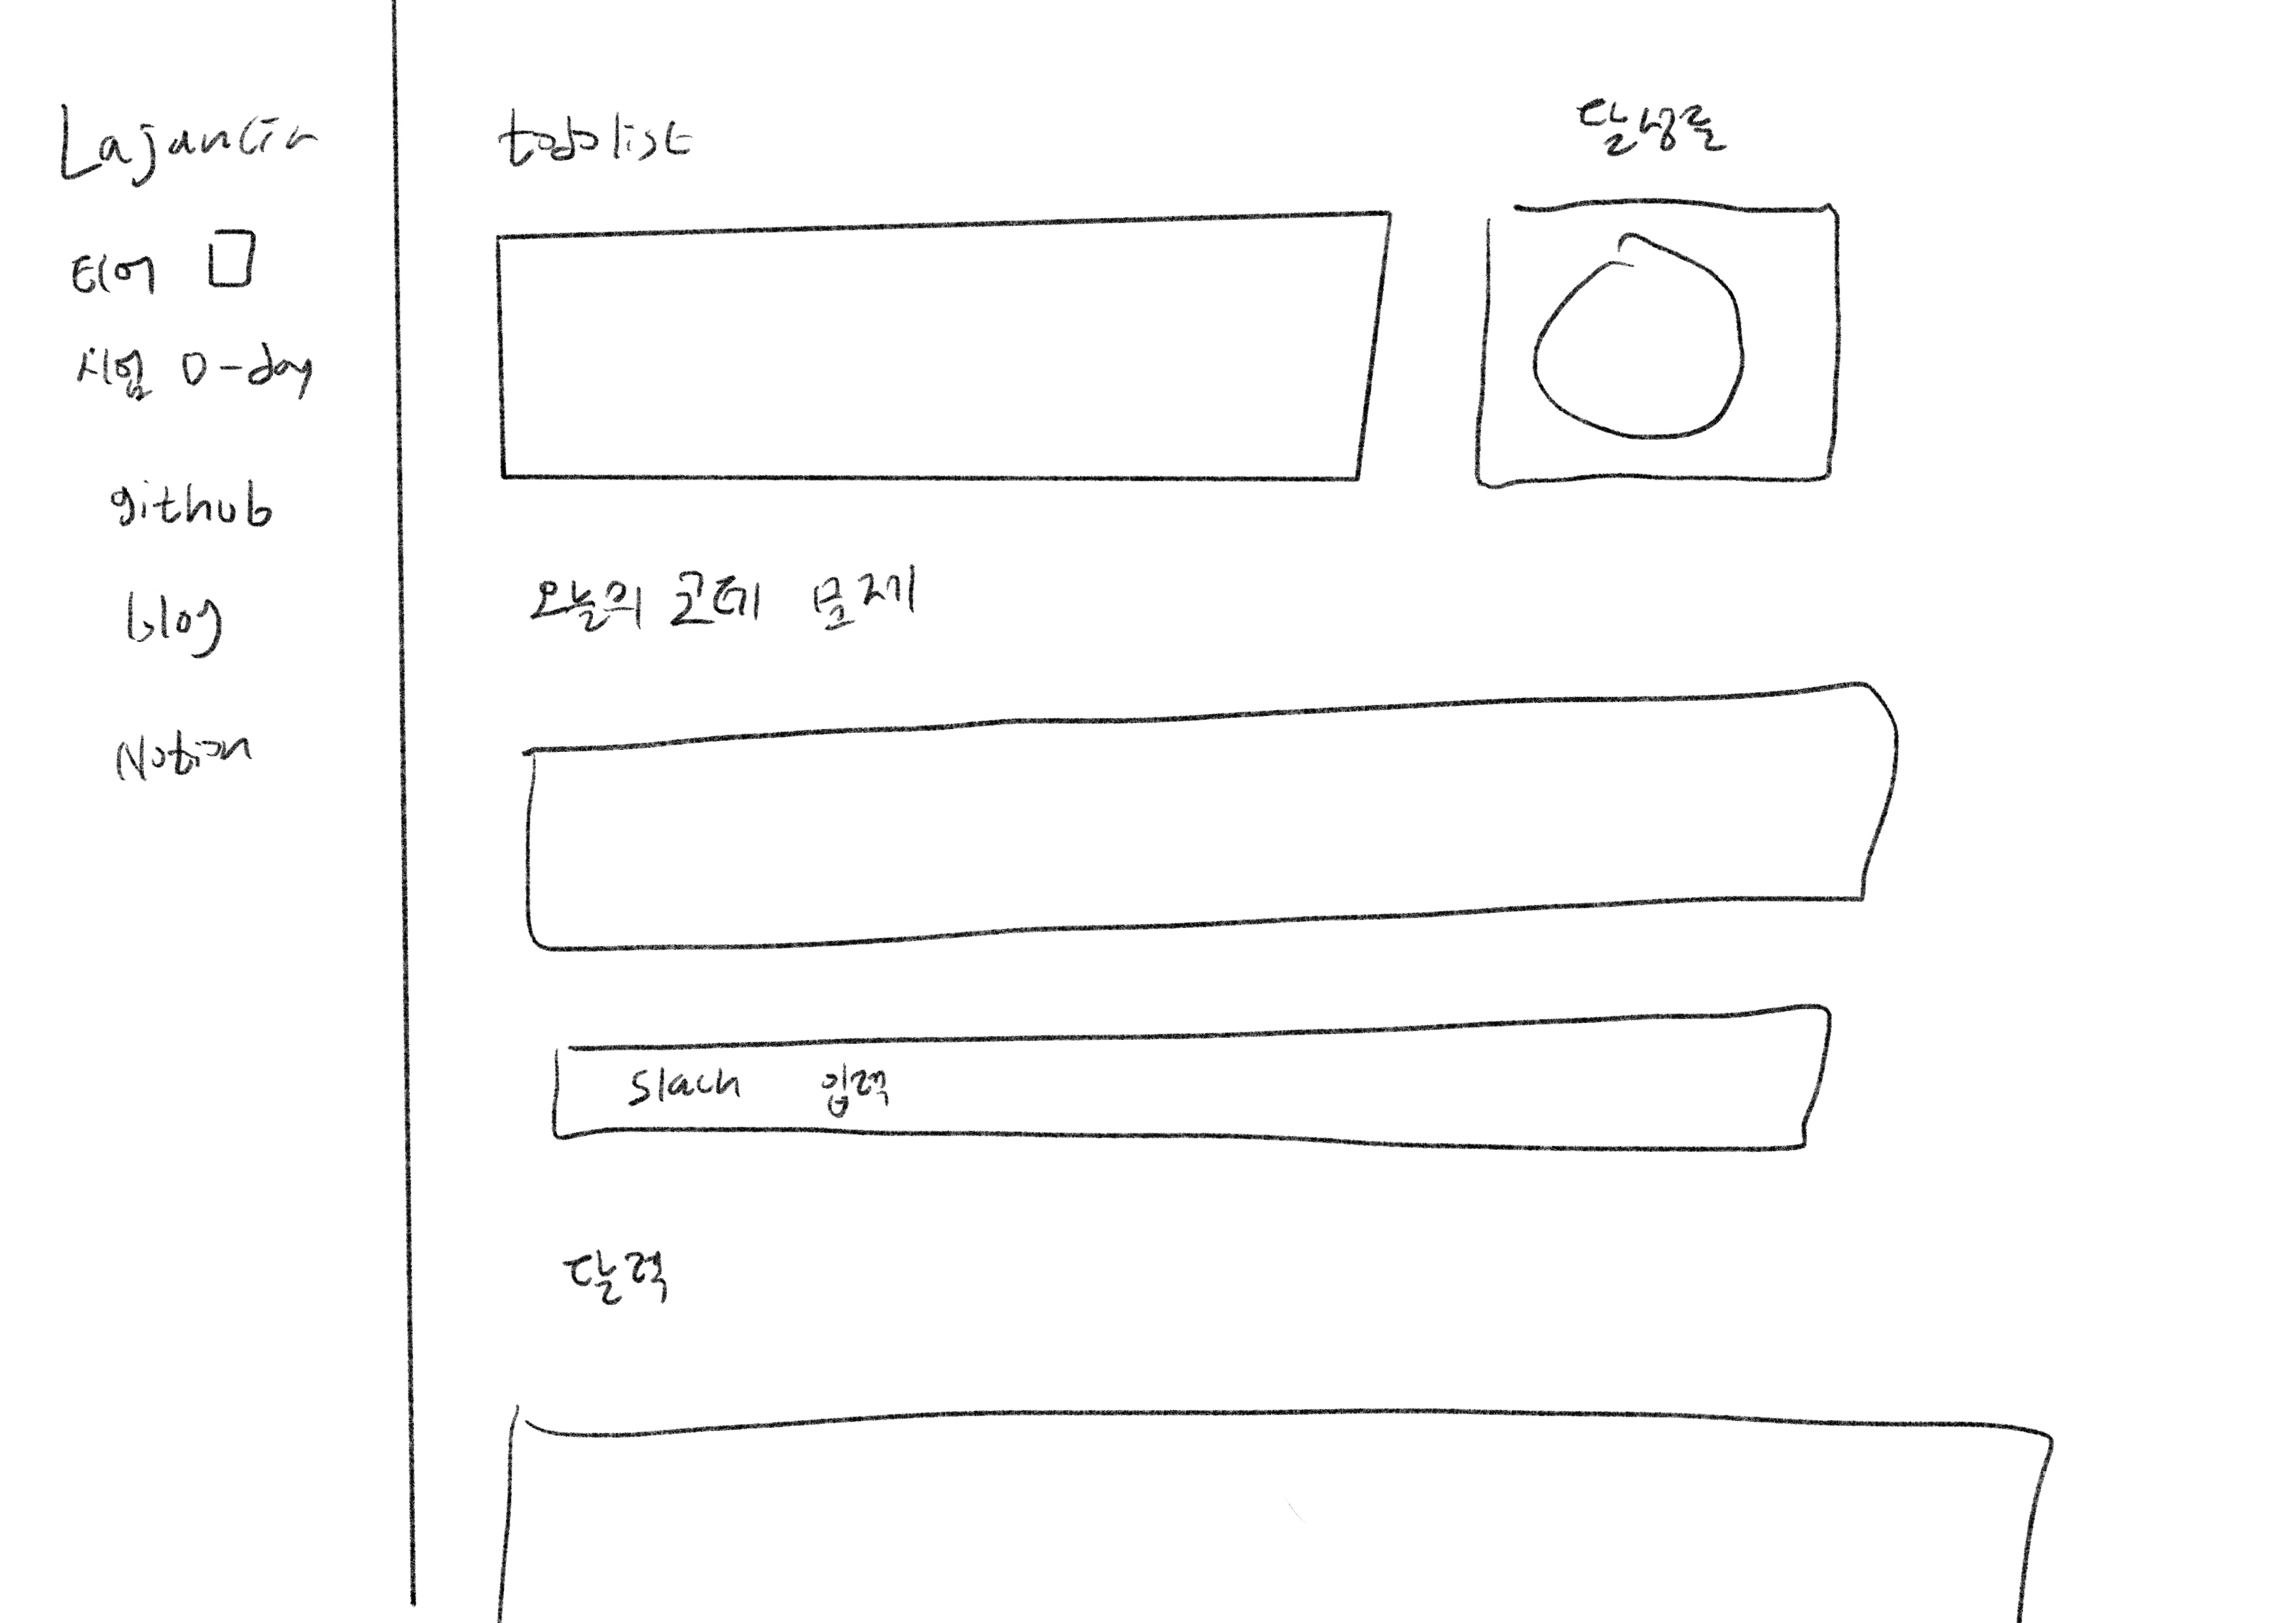 티어
시험 D-day
github
blog
Notion
todolist
달성률
오늘의 코테 문제
Slack 입력
달력